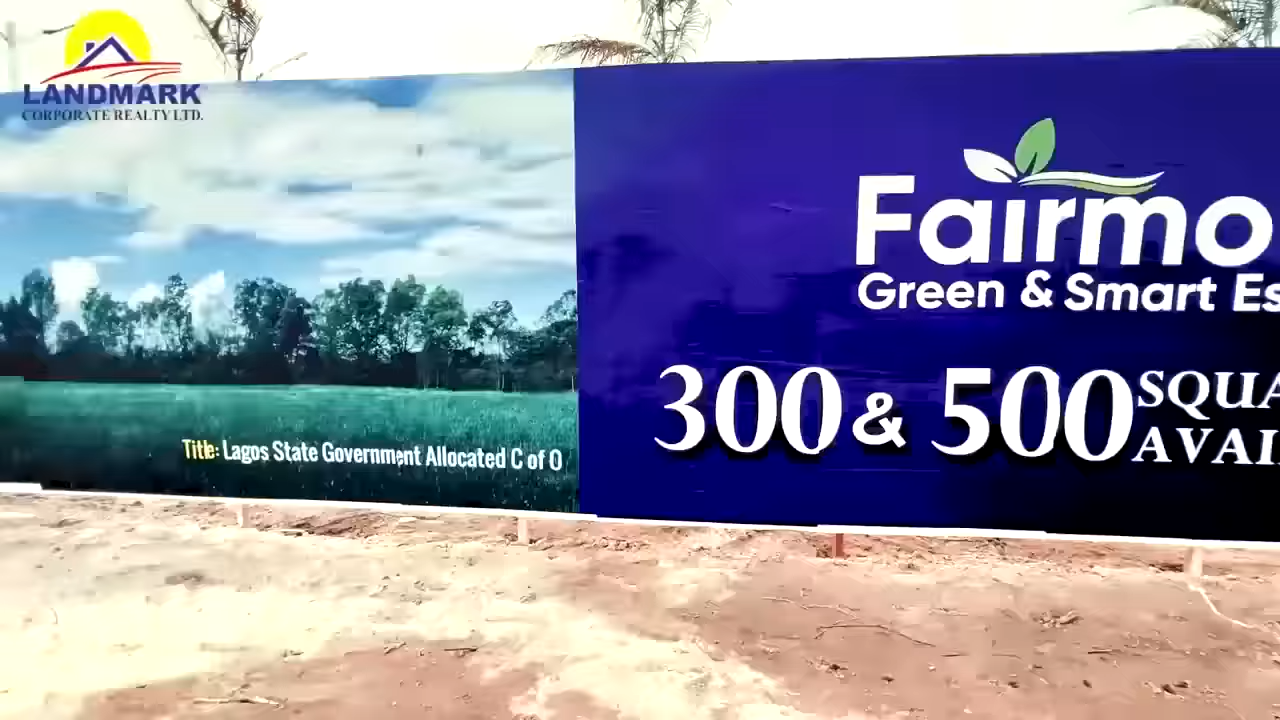 LANDMARK
CORPORATE REALTY LTD.
Title: Lagos State Government Allocated C of O
Fairmo
Green & Smart Es
300 & 500 SQUA
AVAI